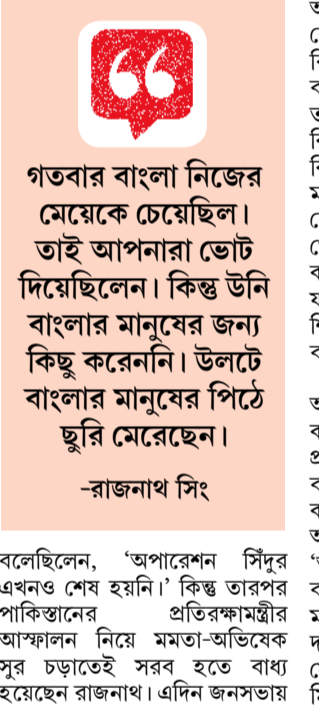 গতবার বাংলা নিজের
মেয়েকে চেয়েছিল।
তাই আপনারা ভোট
দিয়েছিলেন। কিন্তু উনি
বাংলার মানুষের জন্য
কিছু করেননি। উলটে
বাংলার মানুষের পিঠে
ছুরি মেরেছেন।
-রাজনাথ সিং
বলেছিলেন, ‘অপারেশন সিঁদুর
এখনও শেষ হয়নি।’ কিন্তু তারপর
পাকিস্তানের প্রতিরক্ষামন্ত্রীর
আস্ফালন নিয়ে মমতা-অভিষেক
সুর চড়াতেই সরব হতে বাধ্য
হয়েছেন রাজনাথ। এদিন জনসভায়